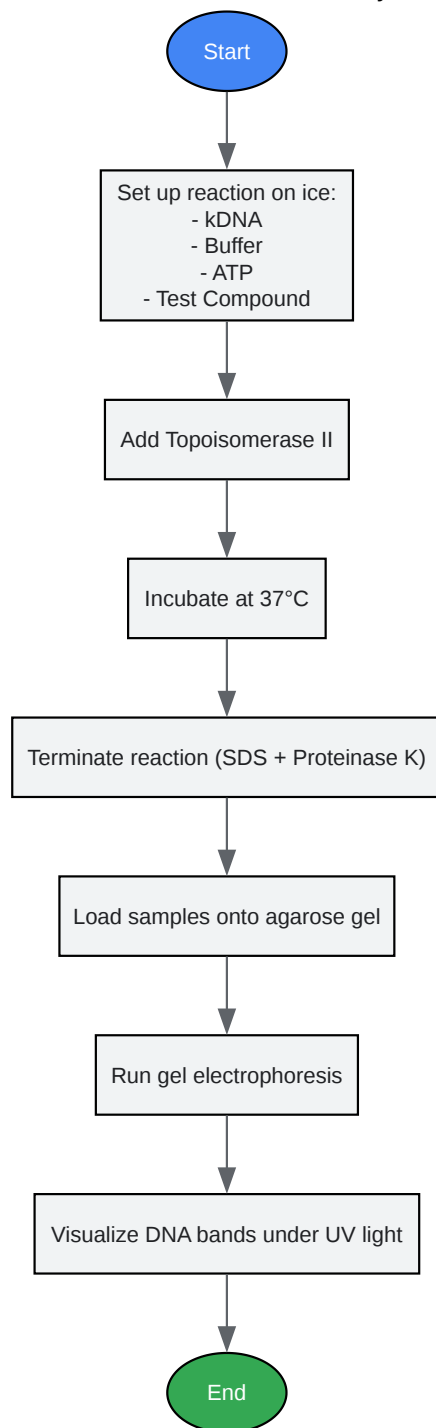 Start
Set up reaction on ice:
- kDNA
- Buffer
- ATP
- Test Compound
Add Topoisomerase II
Incubate at 37°C
Terminate reaction (SDS + Proteinase K)
Load samples onto agarose gel
Run gel electrophoresis
Visualize DNA bands under UV light
End